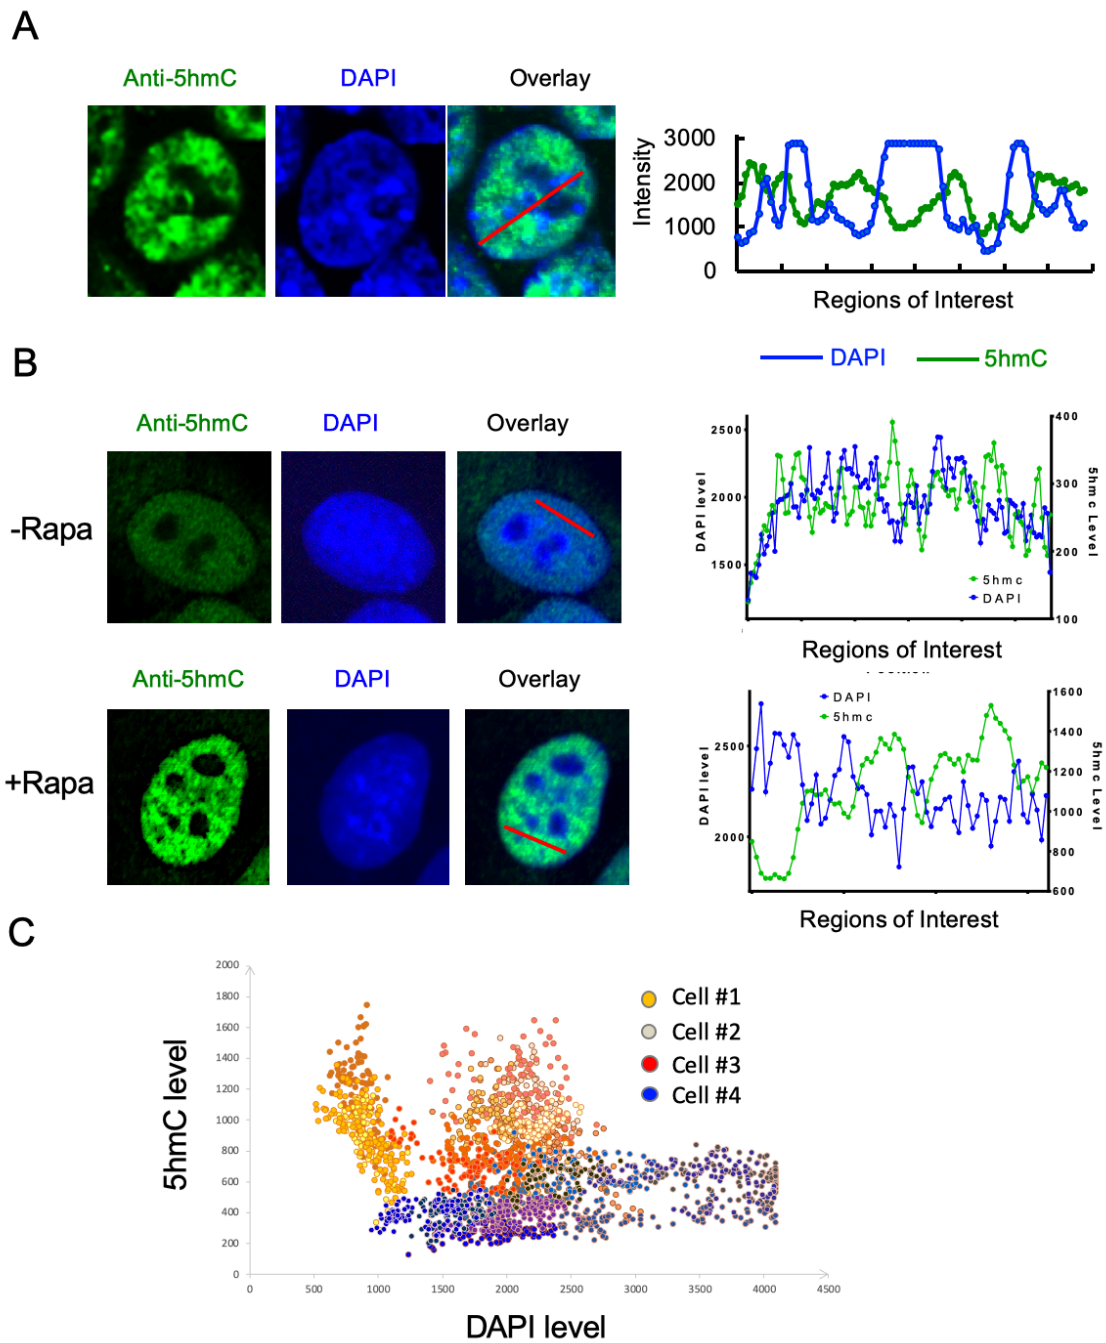 A
Anti-5hmC DAPI Overlay
Intensity
3000
2000
1000
0
Regions of Interest
DAPI 5hmC
B
Anti-5hmC DAPI Overlay
-Rapa
DAPI level
2500
2000
1500
400
300
200
100
5hmc Level
5hmc
DAPI
Regions of Interest
Anti-5hmC DAPI Overlay
+Rapa
DAPI level
2500
2000
DAPI
5hmc
1600
1400
1200
1000
800
600
5hmc Level
Regions of Interest
C
5hmC level
2000
1800
1600
1400
1200
1000
800
600
400
200
0
Cell #1
Cell #2
Cell #3
Cell #4
0 500 1000 1500 2000 2500 3000 3500 4000 4500
DAPI level